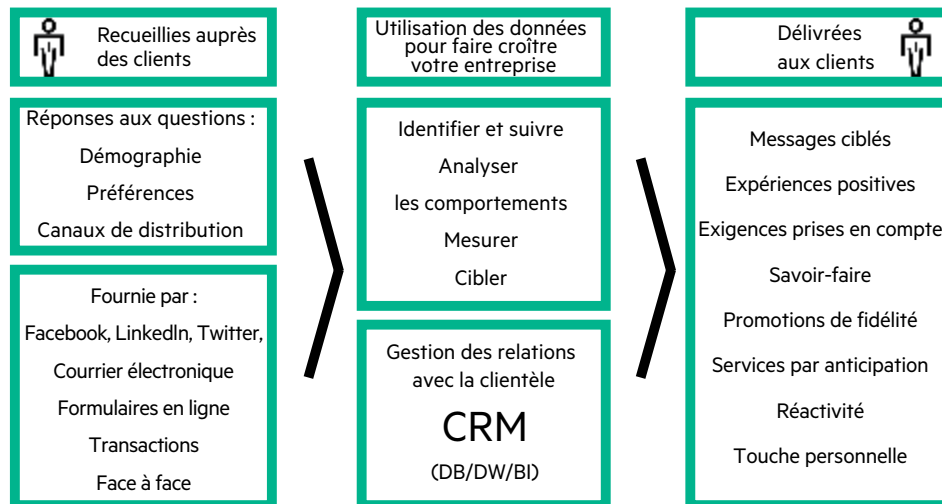 Recueillies auprès
des clients
Réponses aux questions :
Démographie
Préférences
Canaux de distribution
Fournie par :
Facebook, LinkedIn, Twitter,
Courrier électronique
Formulaires en ligne
Transactions
Face à face
Utilisation des données
pour faire croître
votre entreprise
Identifier et suivre
Analyser
les comportements
Mesurer
Cibler
Gestion des relations
avec la clientèle
CRM
(DB/DW/BI)
Délivrées
aux clients
Messages ciblés
Expériences positives
Exigences prises en compte
Savoir-faire
Promotions de fidélité
Services par anticipation
Réactivité
Touche personnelle